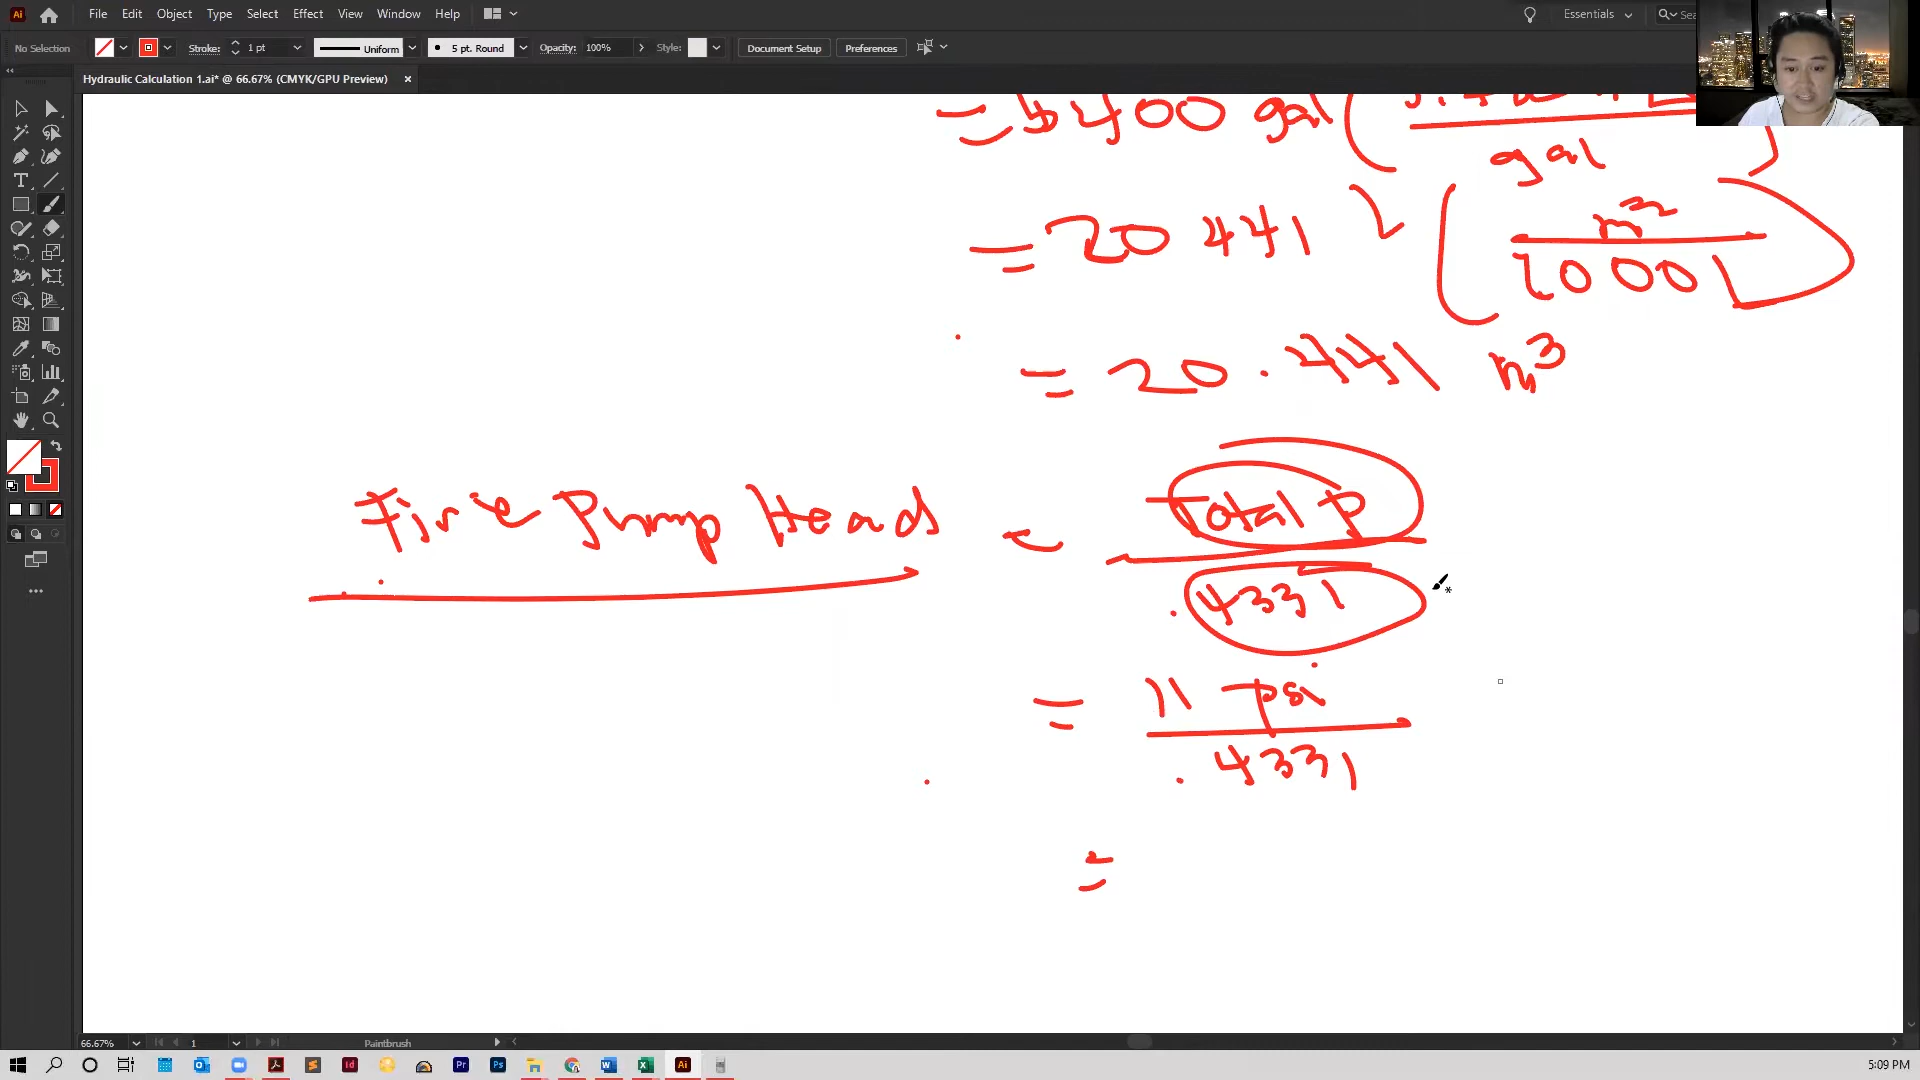 Ai File Edit Object Type Select Effect View Window Help Essentials Sea
No Selection Stroke: 1 pt Uniform 5 pt. Round Opacity: 100% Style: Document Setup Preferences
Hydraulic Calculation 1.ai* @ 66.67% (CMYK/GPU Preview) ×
= 5400 gal (
gal
= 20 441 L ( m3
1000 L
= 20.441 m3
Fire Pump Head = Total P
.4331
= 11 psi
.4331
=
66.67% 1 Paintbrush
5:09 PM